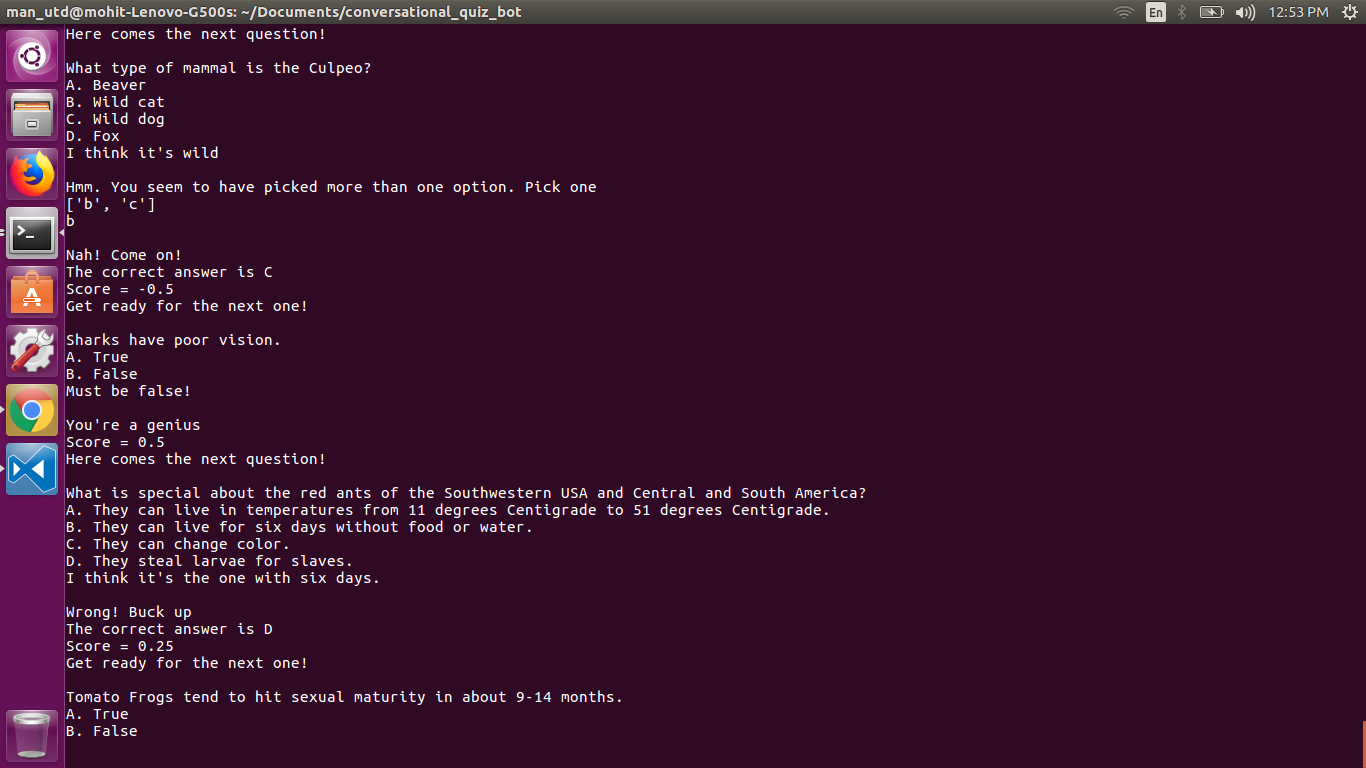 man_utd@mohit-Lenovo-G500s: ~/Documents/conversational_quiz_bot
En
12:53 PM
Here comes the next question!
What type of mammal is the Culpeo?
A. Beaver
B. Wild cat
C. Wild dog
D. Fox
I think it's wild
Hmm. You seem to have picked more than one option. Pick one
['b', 'c']
b
Nah! Come on!
The correct answer is C
Score = -0.5
Get ready for the next one!
Sharks have poor vision.
A. True
B. False
Must be false!
You're a genius
Score = 0.5
Here comes the next question!
What is special about the red ants of the Southwestern USA and Central and South America?
A. They can live in temperatures from 11 degrees Centigrade to 51 degrees Centigrade.
B. They can live for six days without food or water.
C. They can change color.
D. They steal larvae for slaves.
I think it's the one with six days.
Wrong! Buck up
The correct answer is D
Score = 0.25
Get ready for the next one!
Tomato Frogs tend to hit sexual maturity in about 9-14 months.
A. True
B. False